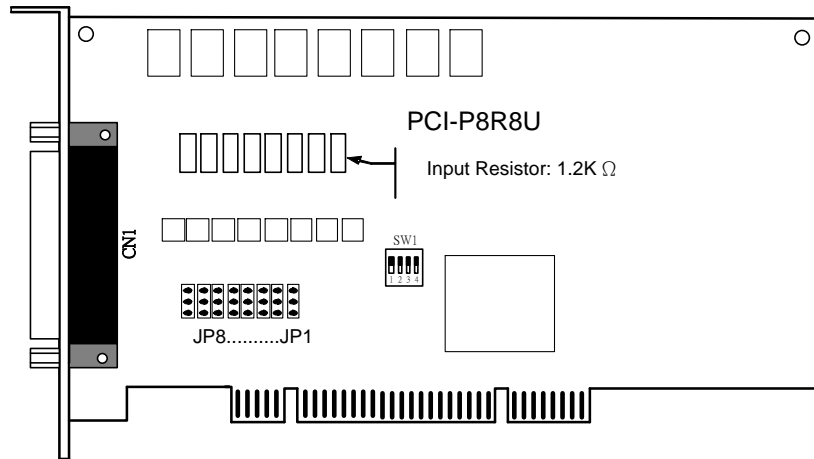 PCI-P8R8U
Input Resistor: 1.2K Ω
CN1
SW1
1 2 3 4
JP8..........JP1